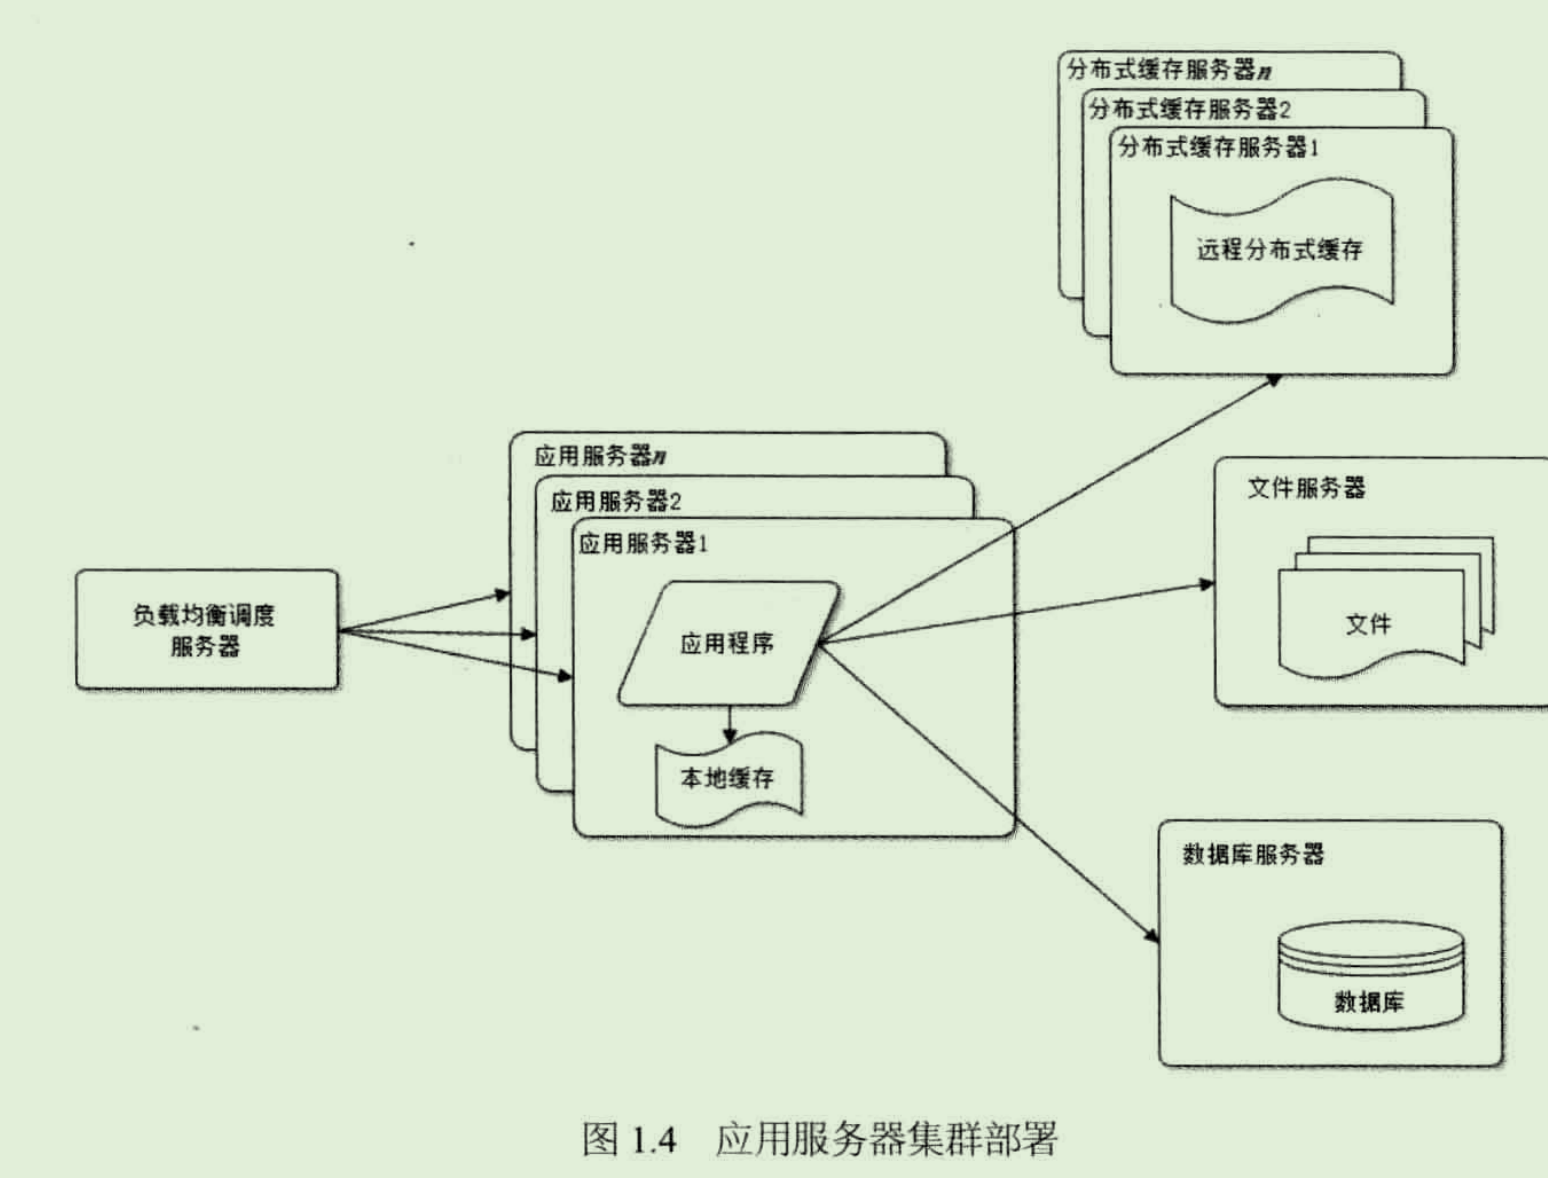 分布式缓存服务器n
分布式缓存服务器2
分布式缓存服务器1
远程分布式缓存
应用服务器n
应用服务器2
应用服务器1
文件服务器
文件
负载均衡调度
服务器
应用程序
本地缓存
数据库服务器
数据库
图 1.4 应用服务器集群部署